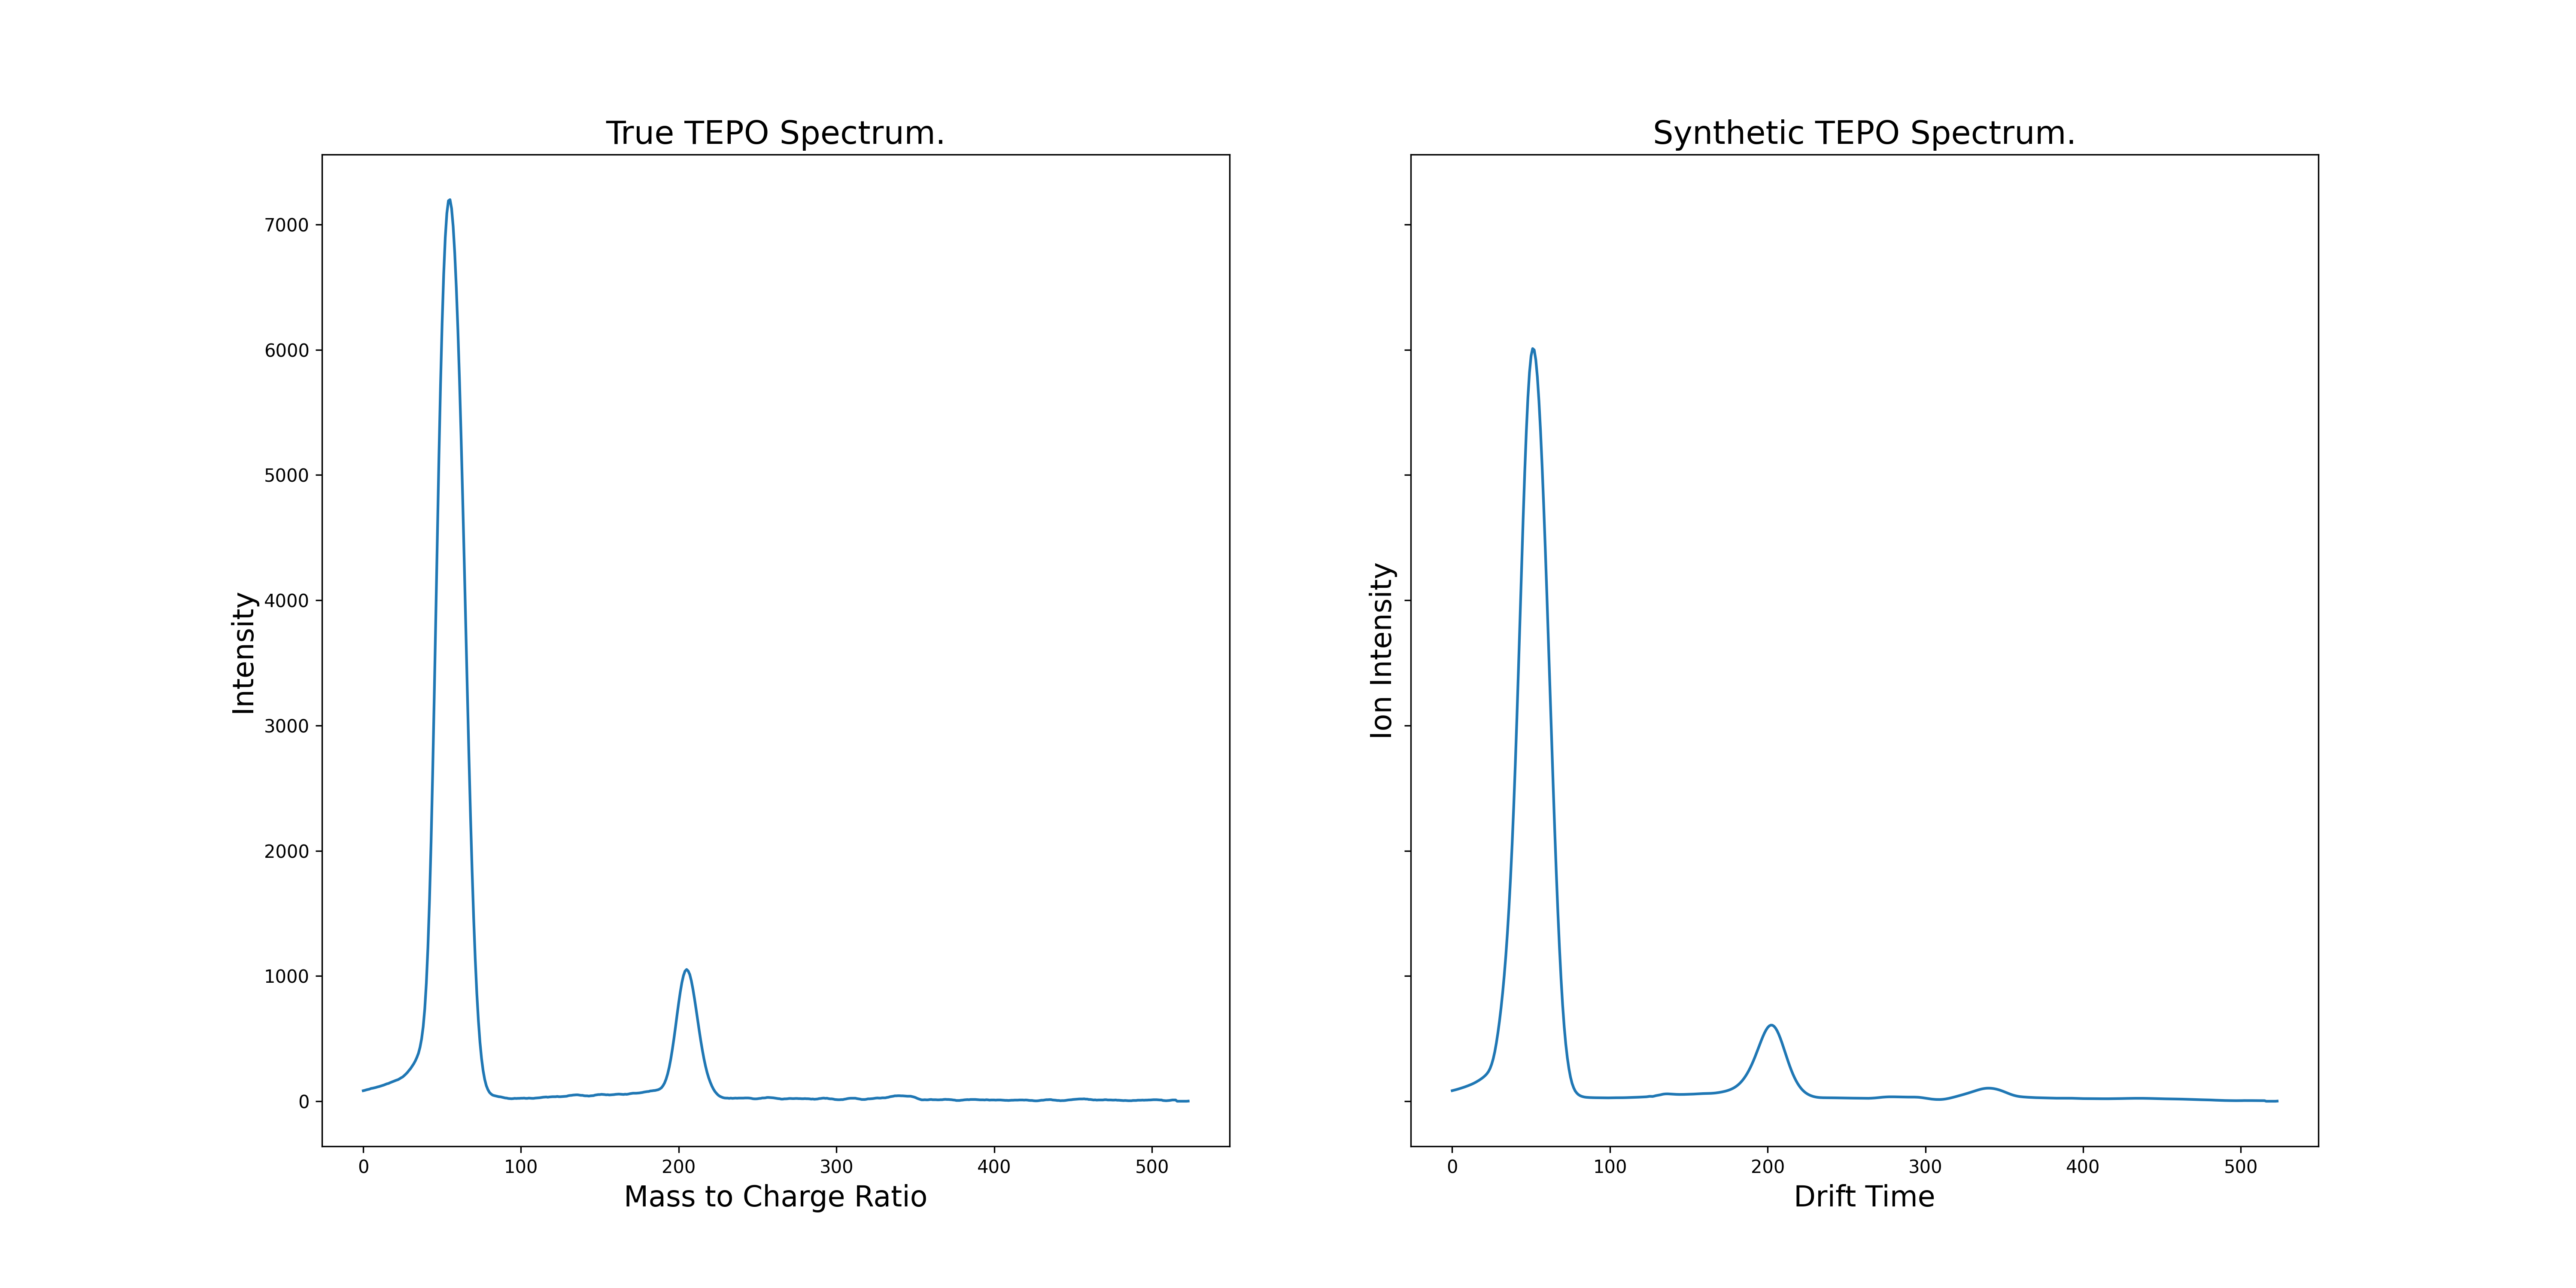 True TEPO Spectrum.
Intensity
7000
6000
5000
4000
3000
2000
1000
0
0 100 200 300 400 500
Mass to Charge Ratio
Synthetic TEPO Spectrum.
Ion Intensity
0 100 200 300 400 500
Drift Time